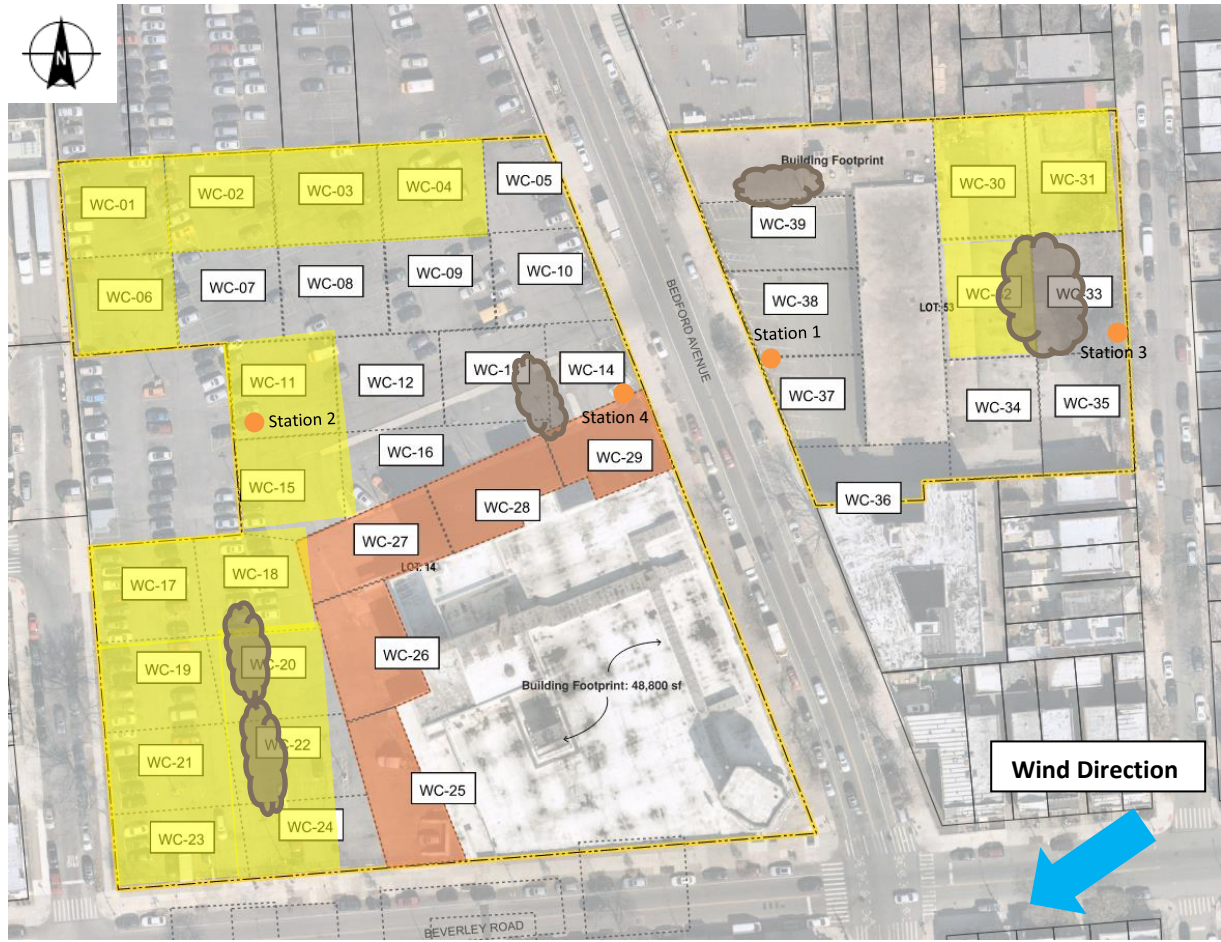 N
Building Footprint
WC-01
WC-02
WC-03
WC-04
WC-05
WC-30
WC-31
WC-39
WC-06
WC-07
WC-08
WC-09
WC-10
BEDFORD AVENUE
WC-38
LOT: 53
WC-33
Station 1
Station 3
WC-11
WC-12
WC-14
WC-37
WC-34
WC-35
Station 2
Station 4
WC-16
WC-29
WC-15
WC-28
WC-36
WC-27
LOT: 14
WC-17
WC-18
WC-26
WC-19
WC-20
Building Footprint: 48,800 sf
WC-21
WC-22
WC-25
Wind Direction
WC-23
WC-24
BEVERLEY ROAD